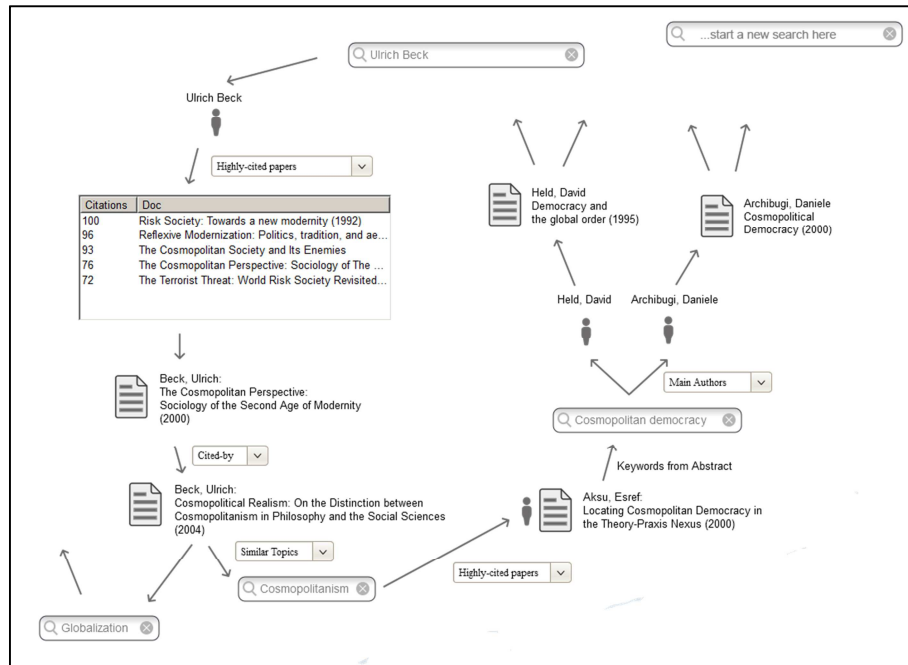 Ulrich Beck
...start a new search here
Ulrich Beck
Highly-cited papers
Citations Doc
100 Risk Society: Towards a new modernity (1992)
96 Reflexive Modernization: Politics, tradition, and ae...
93 The Cosmopolitan Society and Its Enemies
76 The Cosmopolitan Perspective: Sociology of The ...
72 The Terrorist Threat: World Risk Society Revisited...
Beck, Ulrich:
The Cosmopolitan Perspective:
Sociology of the Second Age of Modernity
(2000)
Cited-by
Beck, Ulrich:
Cosmopolitical Realism: On the Distinction between
Cosmopolitanism in Philosophy and the Social Sciences
(2004)
Similar Topics
Globalization
Cosmopolitanism
Highly-cited papers
Aksu, Esref:
Locating Cosmopolitan Democracy in
the Theory-Praxis Nexus (2000)
Keywords from Abstract
Cosmopolitan democracy
Main Authors
Held, David
Archibugi, Daniele
Held, David
Democracy and
the global order (1995)
Archibugi, Daniele
Cosmopolitical
Democracy (2000)